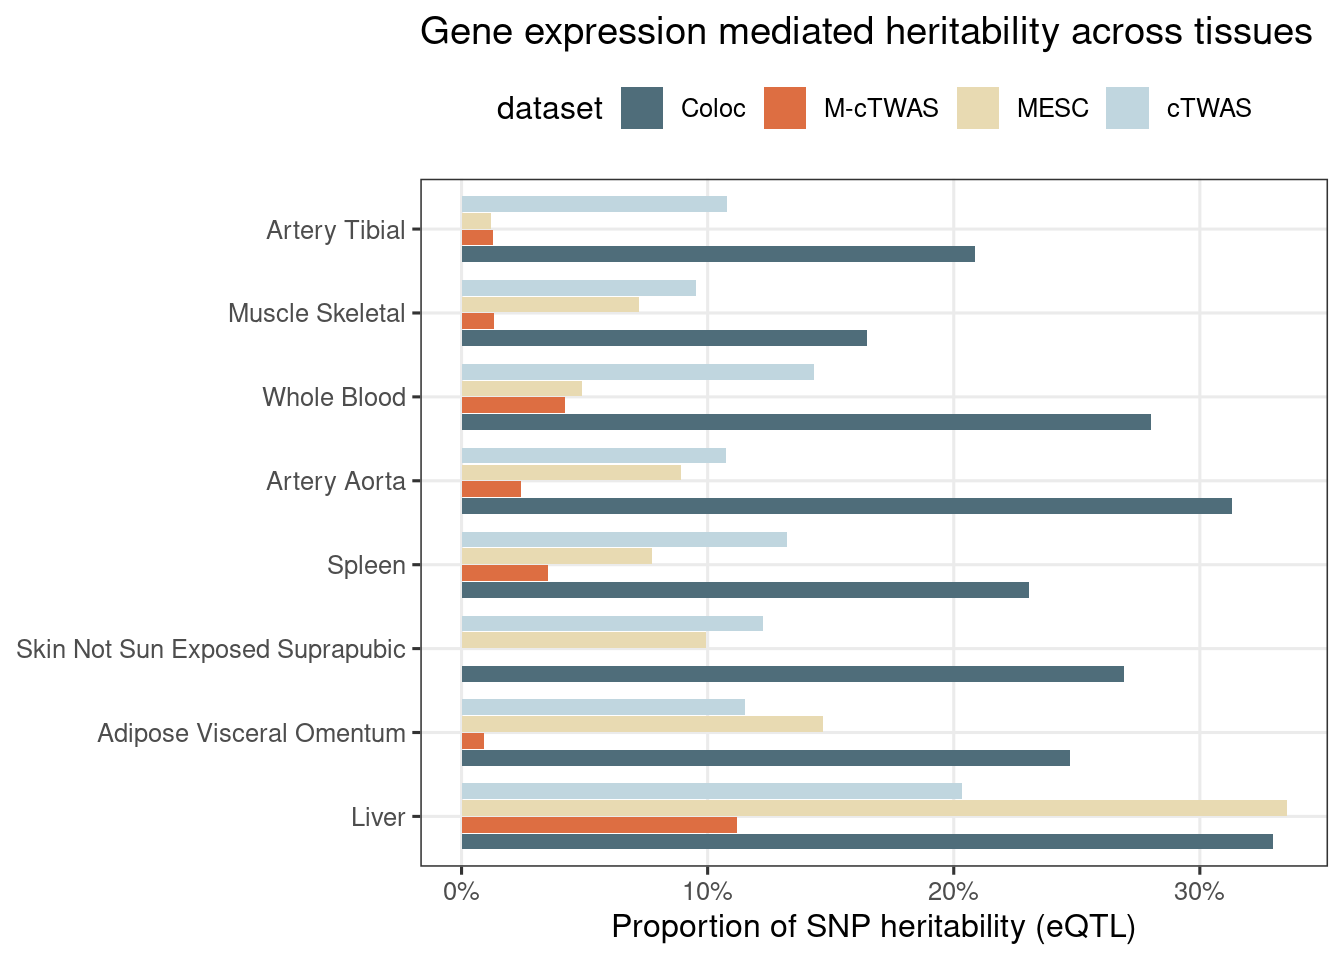 Gene expression mediated heritability across tissues
dataset Coloc M-cTWAS MESC cTWAS
Artery Tibial
Muscle Skeletal
Whole Blood
Artery Aorta
Spleen
Skin Not Sun Exposed Suprapubic
Adipose Visceral Omentum
Liver
0% 10% 20% 30%
Proportion of SNP heritability (eQTL)